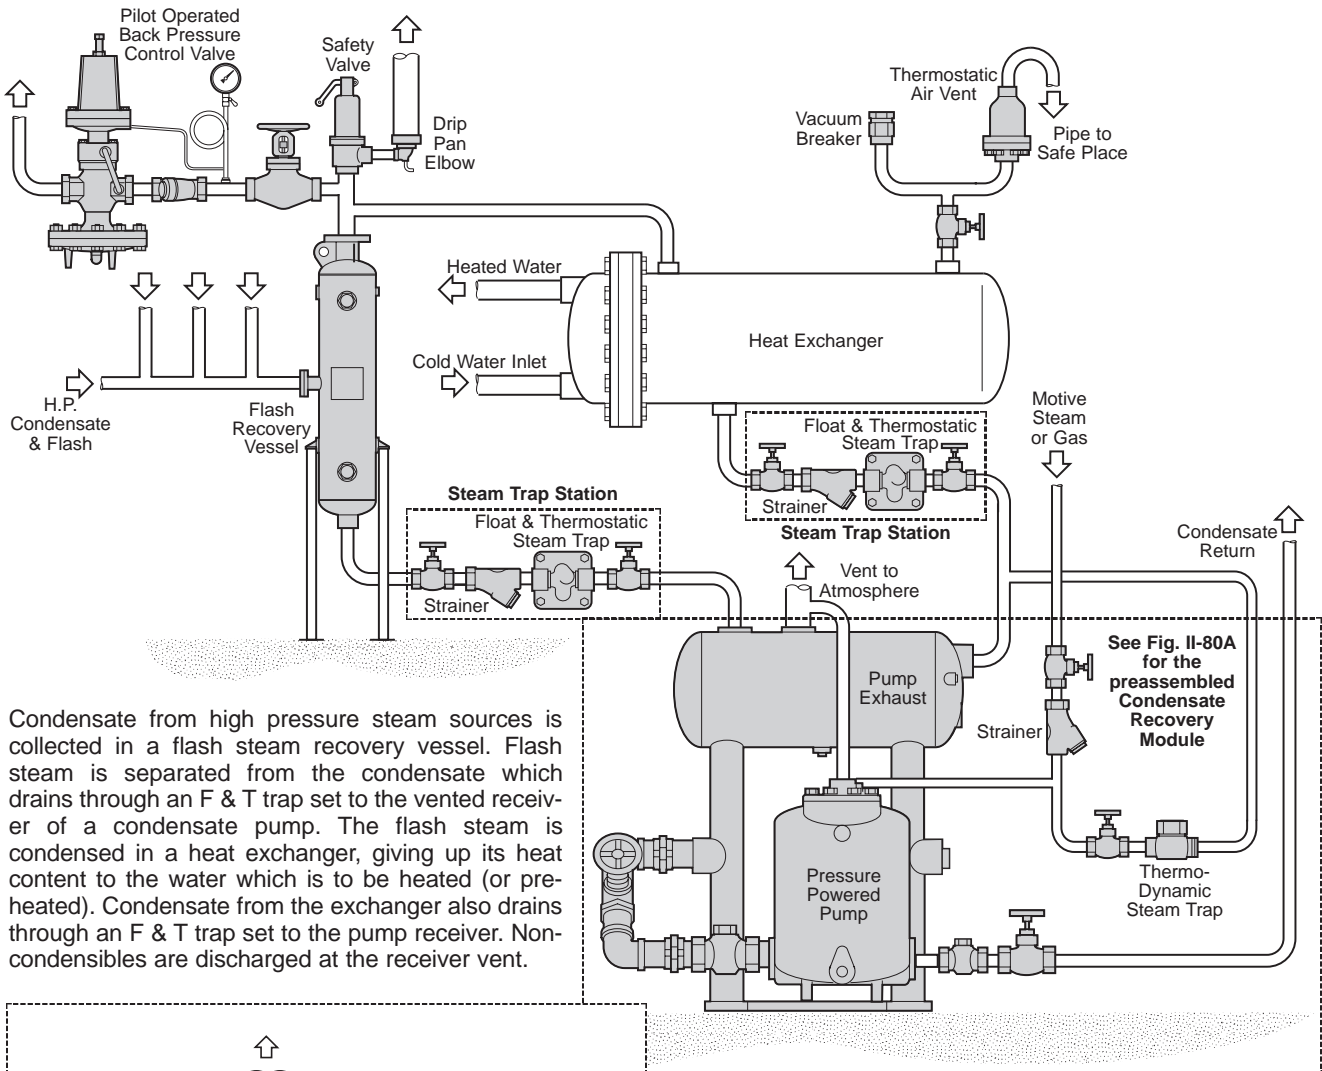 Pilot Operated
Back Pressure
Control Valve
Safety
Valve
Drip
Pan
Elbow
Thermostatic
Air Vent
Vacuum
Breaker
Pipe to
Safe Place
Heated Water
Heat Exchanger
Cold Water Inlet
H.P.
Condensate
& Flash
Flash
Recovery
Vessel
Motive
Steam
or Gas
Float & Thermostatic
Steam Trap
Strainer
Steam Trap Station
Steam Trap Station
Float & Thermostatic
Steam Trap
Strainer
Condensate
Return
Vent to
Atmosphere
See Fig. II-80A
for the
preassembled
Condensate
Recovery
Module
Pump
Exhaust
Strainer
Pressure
Powered
Pump
Thermo-
Dynamic
Steam Trap
Condensate from high pressure steam sources is
collected in a flash steam recovery vessel. Flash
steam is separated from the condensate which
drains through an F & T trap set to the vented receiv-
er of a condensate pump. The flash steam is
condensed in a heat exchanger, giving up its heat
content to the water which is to be heated (or pre-
heated). Condensate from the exchanger also drains
through an F & T trap set to the pump receiver. Non-
condensibles are discharged at the receiver vent.